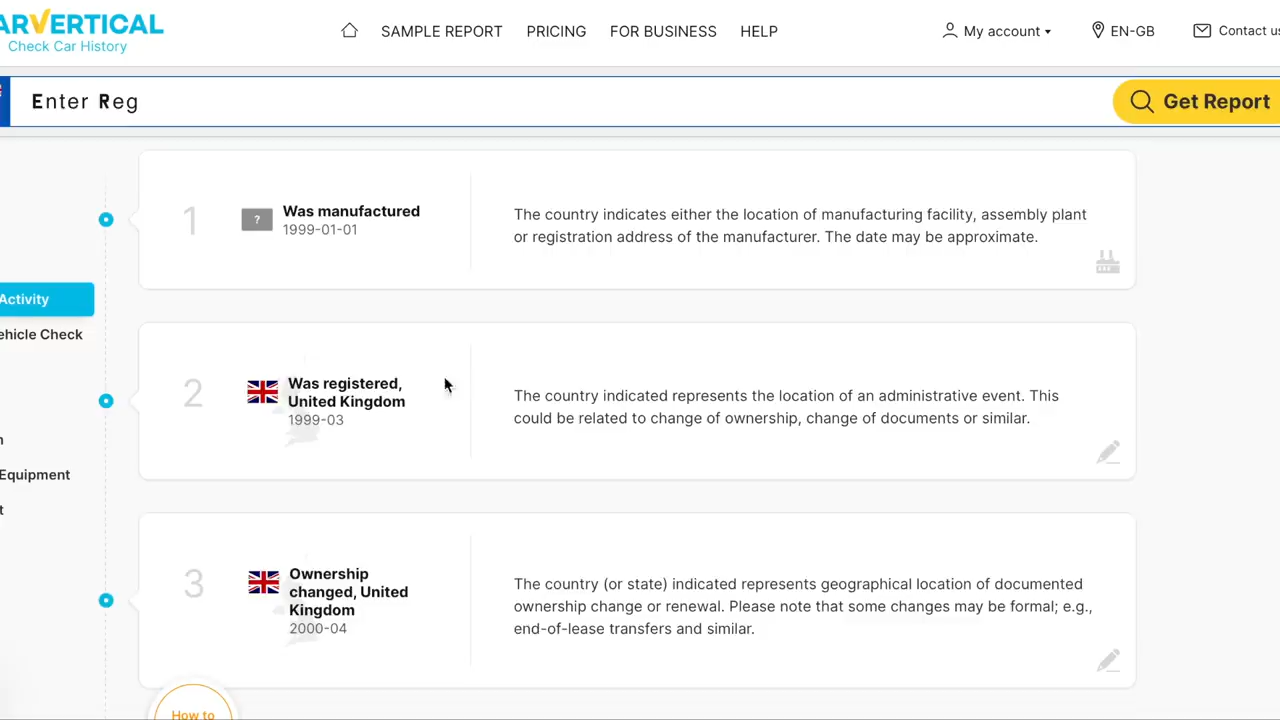 ARVERTICAL
Check Car History
SAMPLE REPORT PRICING FOR BUSINESS HELP
My account EN-GB Contact us
Enter Reg
Get Report
1
?
Was manufactured
1999-01-01
The country indicates either the location of manufacturing facility, assembly plant
or registration address of the manufacturer. The date may be approximate.
Activity
ehicle Check
2
Was registered,
United Kingdom
1999-03
The country indicated represents the location of an administrative event. This
could be related to change of ownership, change of documents or similar.
n
Equipment
t
3
Ownership
changed, United
Kingdom
2000-04
The country (or state) indicated represents geographical location of documented
ownership change or renewal. Please note that some changes may be formal; e.g.,
end-of-lease transfers and similar.
How to